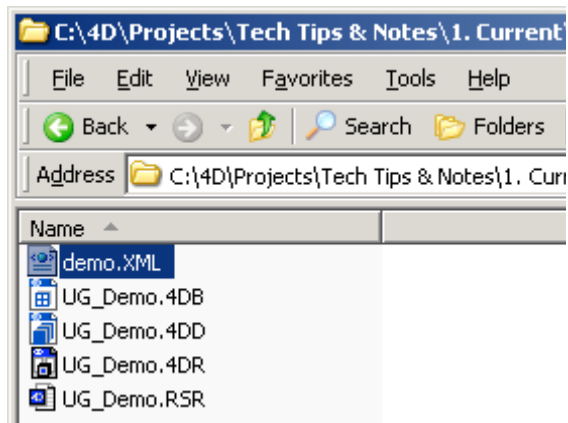 C:\4D\Projects\Tech Tips & Notes\1. Current\
File Edit View Favorites Tools Help
Back Search Folders
Address C:\4D\Projects\Tech Tips & Notes\1. Curr
Name
demo.XML
UG_Demo.4DB
UG_Demo.4DD
UG_Demo.4DR
UG_Demo.RSR